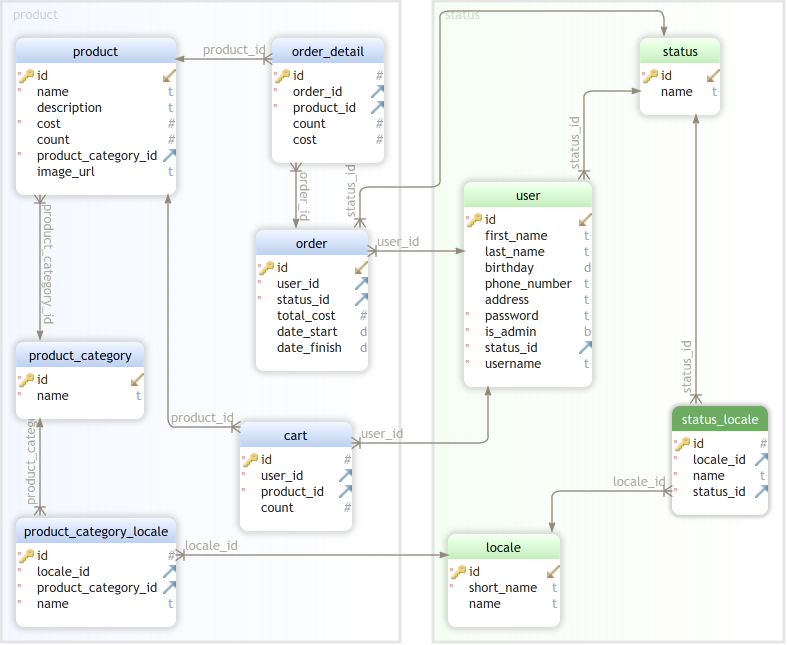 product
status
product
id
name t
description t
cost #
count #
product_category_id
image_url t
product_id
order_detail
id #
order_id
product_id
count #
cost #
status
id
name t
status_id
user
id
first_name t
last_name t
birthday d
phone_number t
address t
password t
is_admin b
status_id
username t
order_id
status_id
order
id
user_id
status_id
total_cost #
date_start d
date_finish d
user_id
product_category_id
product_category
id
name t
product_id
cart
id #
user_id
product_id
count #
user_id
status_id
status_locale
id #
locale_id
name t
status_id
locale_id
product_categ
product_category_locale
id #
locale_id
product_category_id
name t
locale_id
locale
id
short_name t
name t